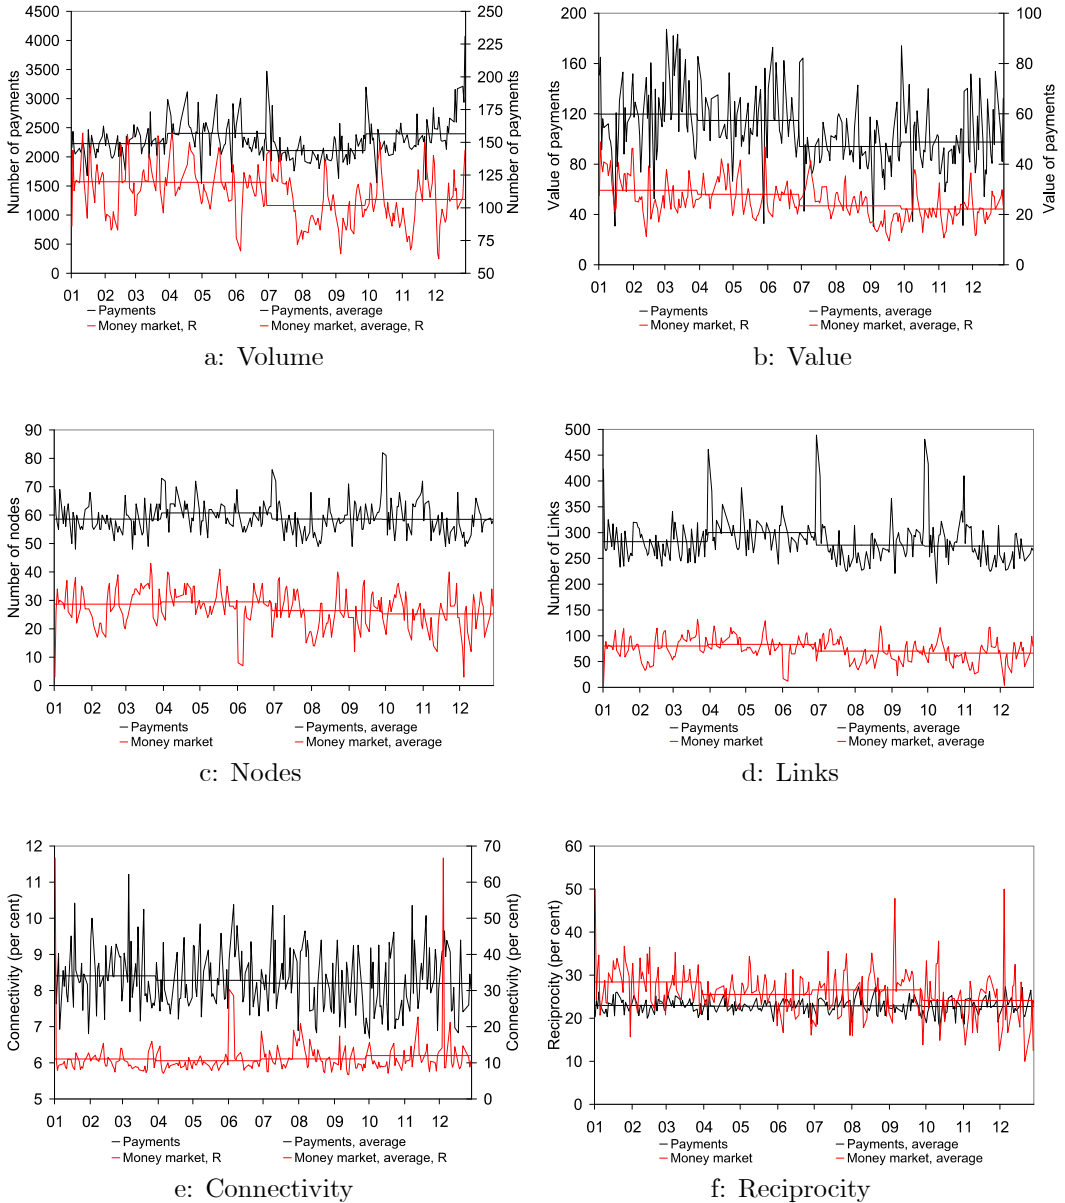 4500
4000
3500
3000
2500
2000
1500
1000
500
0
Number of payments
250
225
200
175
150
125
100
75
50
Number of payments
01 02 03 04 05 06 07 08 09 10 11 12
Payments
Payments, average
Money market, R
Money market, average, R
a: Volume
200
160
120
80
40
0
Value of payments
100
80
60
40
20
0
Value of payments
01 02 03 04 05 06 07 08 09 10 11 12
Payments
Payments, average
Money market, R
Money market, average, R
b: Value
90
80
70
60
50
40
30
20
10
0
Number of nodes
01 02 03 04 05 06 07 08 09 10 11 12
Payments
Payments, average
Money market
Money market, average
c: Nodes
500
450
400
350
300
250
200
150
100
50
0
Number of Links
01 02 03 04 05 06 07 08 09 10 11 12
Payments
Payments, average
Money market
Money market, average
d: Links
12
11
10
9
8
7
6
5
Connectivity (per cent)
70
60
50
40
30
20
10
0
Connectivity (per cent)
01 02 03 04 05 06 07 08 09 10 11 12
Payments
Payments, average
Money market, R
Money market, average, R
e: Connectivity
60
50
40
30
20
10
0
Reciprocity (per cent)
01 02 03 04 05 06 07 08 09 10 11 12
Payments
Payments, average
Money market
Money market, average
f: Reciprocity